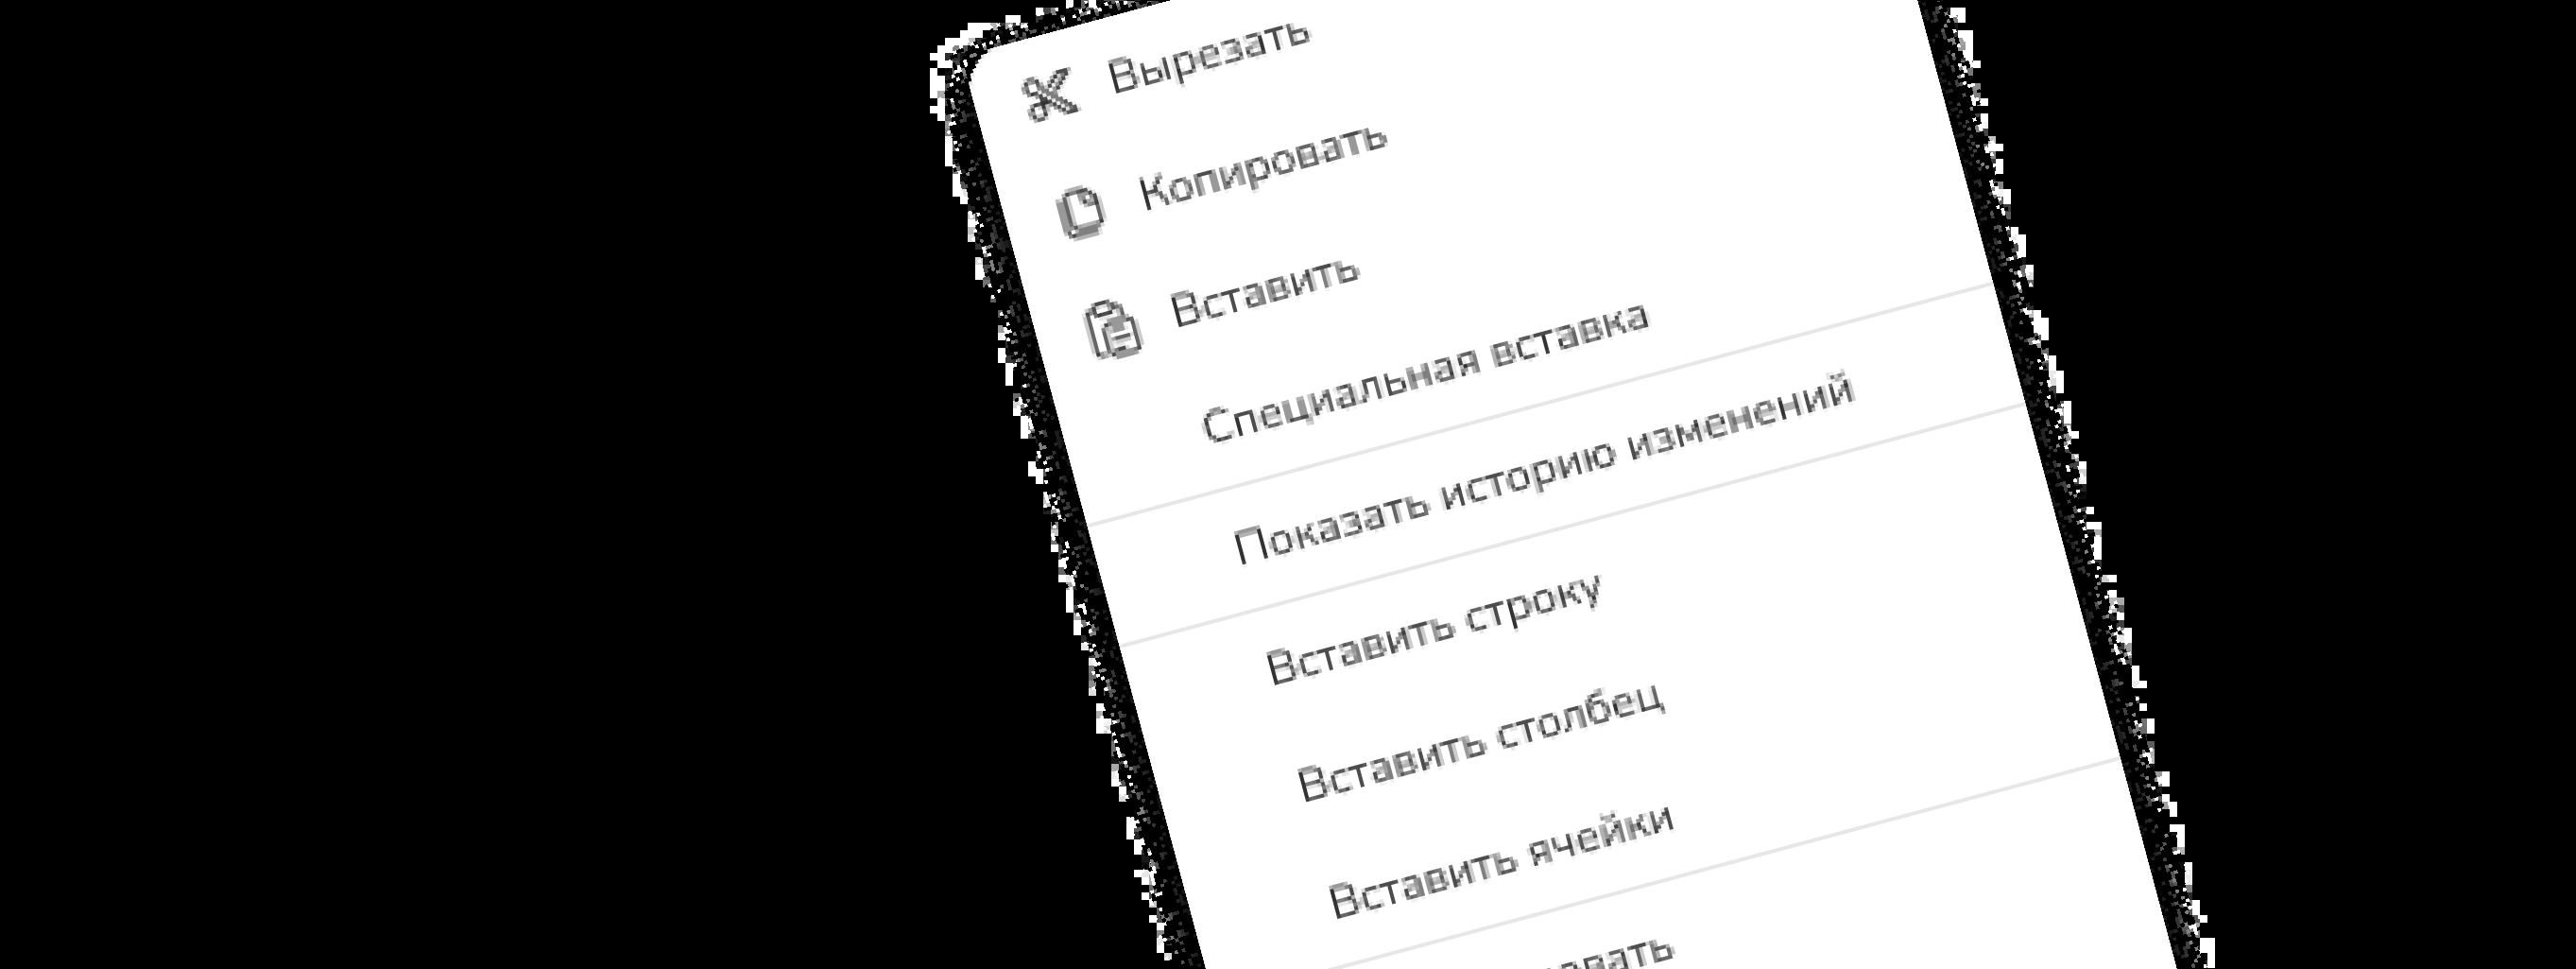 Вырезать
Копировать
Вставить
Специальная вставка
Показать историю изменений
Вставить строку
Вставить столбец
Вставить ячейки